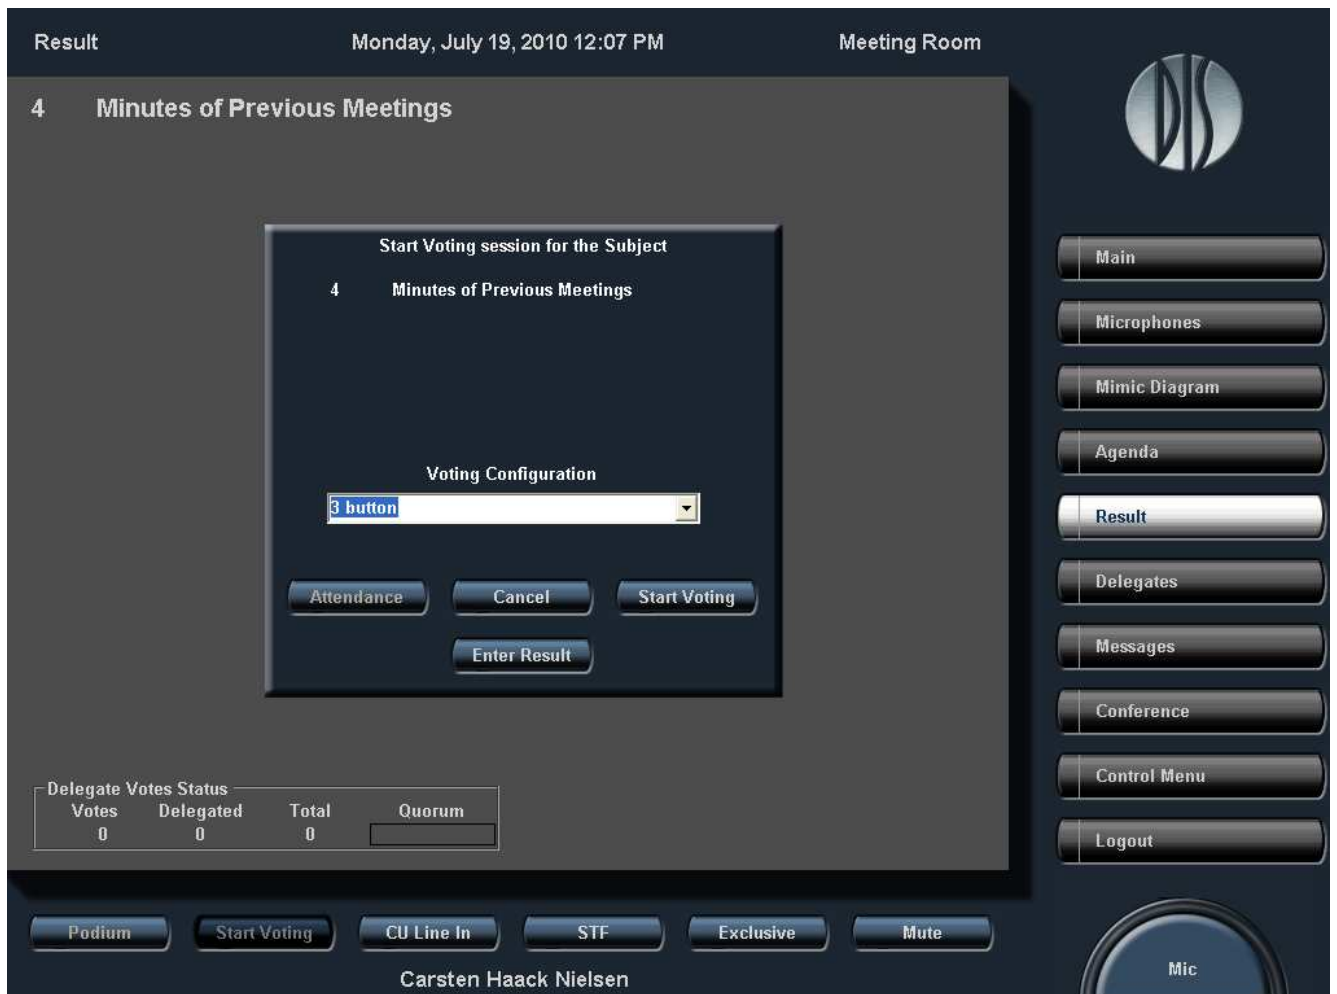 Result Monday, July 19, 2010 12:07 PM Meeting Room
DIS
4 Minutes of Previous Meetings
Start Voting session for the Subject
4 Minutes of Previous Meetings
Voting Configuration
3 button
Attendance Cancel Start Voting
Enter Result
Main
Microphones
Mimic Diagram
Agenda
Result
Delegates
Messages
Conference
Control Menu
Logout
Delegate Votes Status
Votes Delegated Total Quorum
0 0 0
Podium Start Voting CU Line In STF Exclusive Mute
Mic
Carsten Haack Nielsen